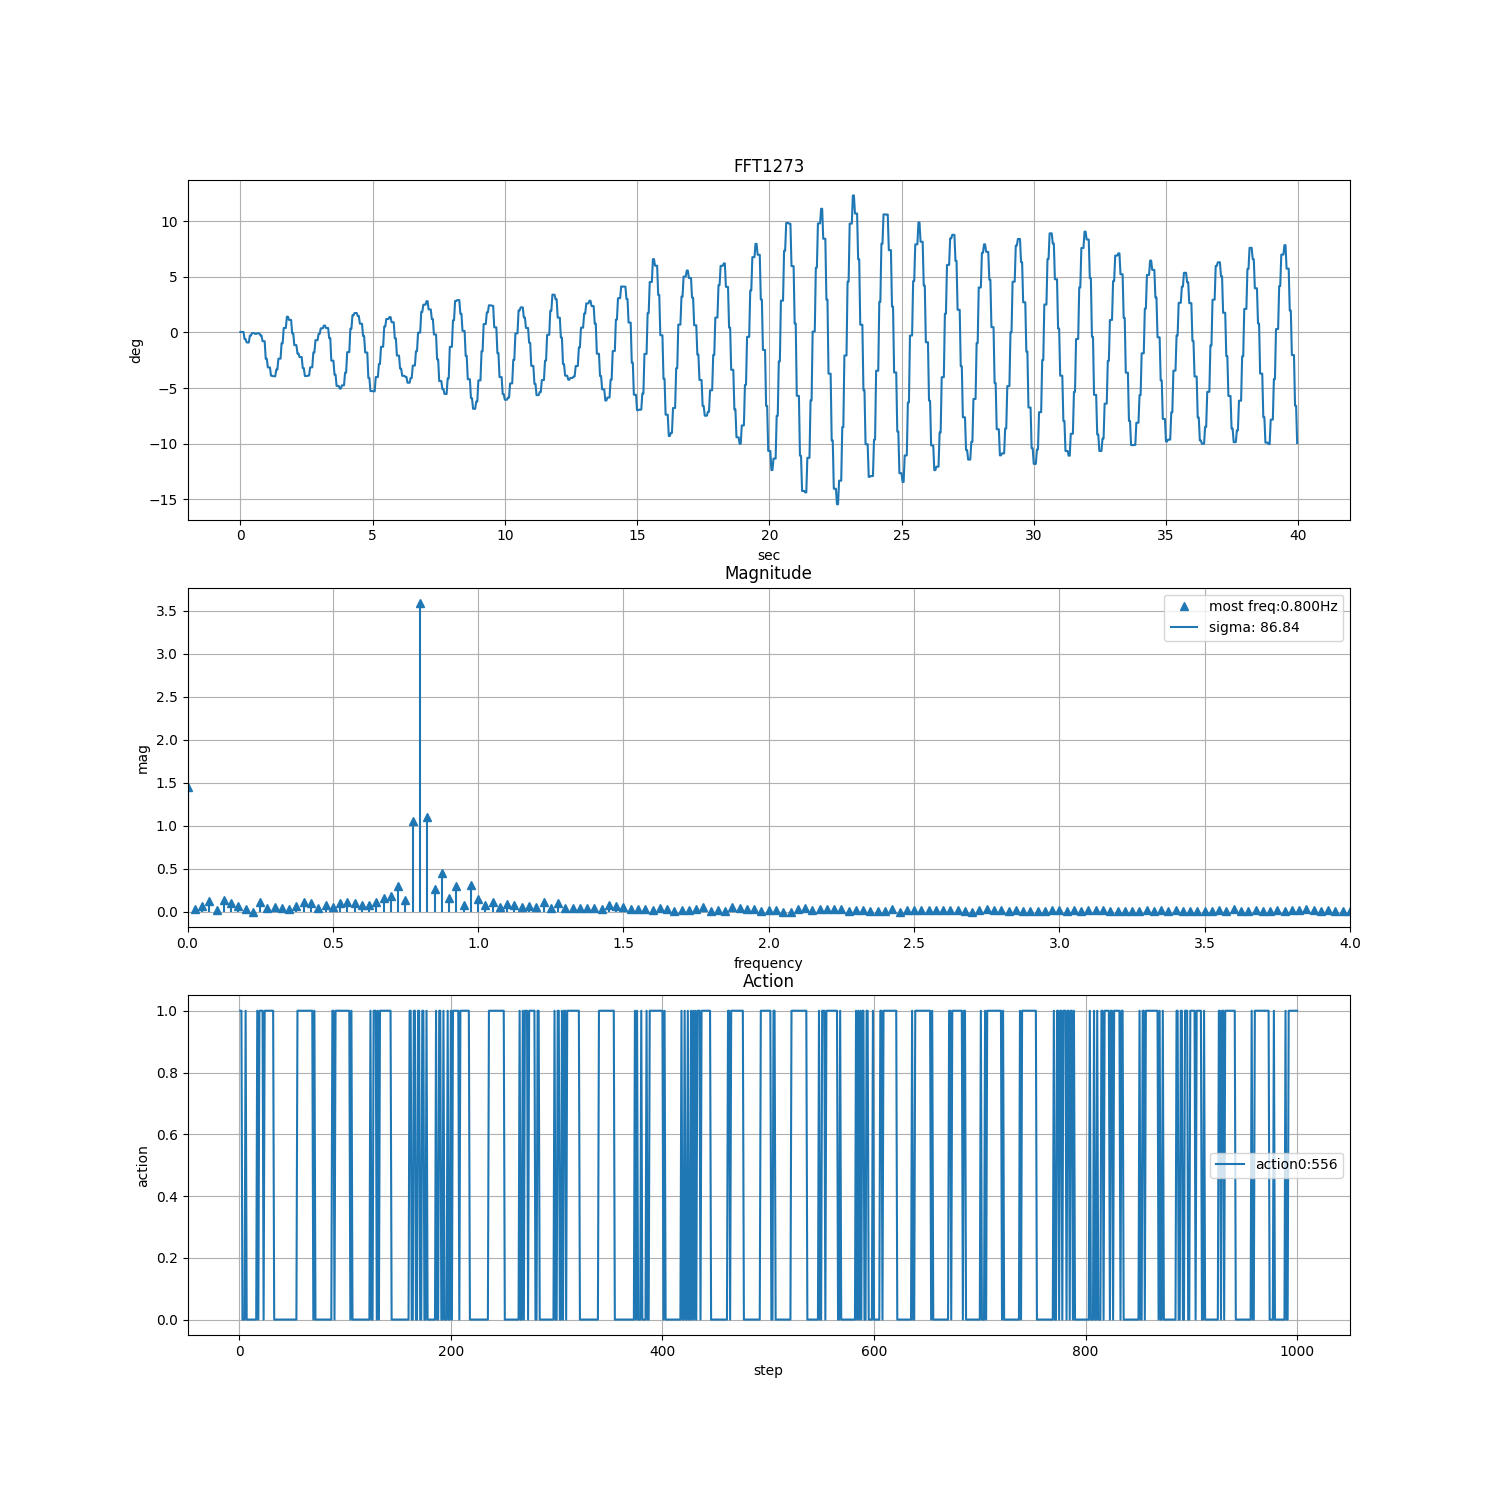 FFT1273
10
5
0
−5
−10
−15
deg
0 5 10 15 20 25 30 35 40
sec
Magnitude
3.5
3.0
2.5
2.0
1.5
1.0
0.5
0.0
mag
most freq:0.800Hz
sigma: 86.84
0.0 0.5 1.0 1.5 2.0 2.5 3.0 3.5 4.0
frequency
Action
1.0
0.8
0.6
0.4
0.2
0.0
action
action0:556
0 200 400 600 800 1000
step